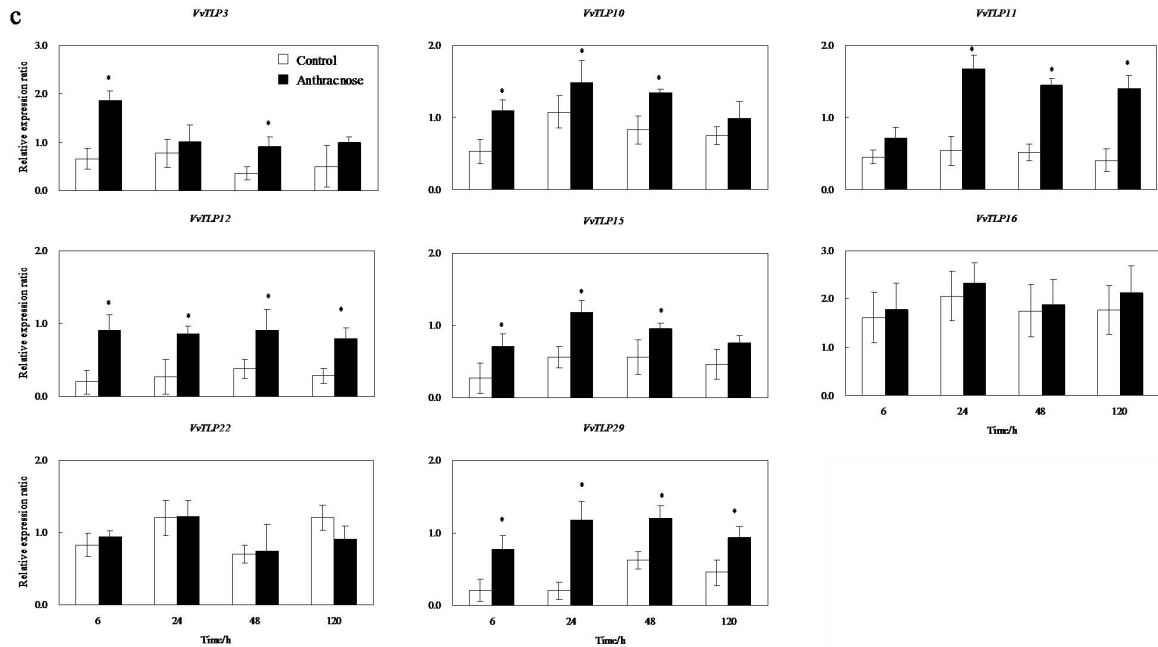 c
VvTLP3
VvTLP10
VvTLP11
Relative expression ratio
3.0
2.0
1.0
0.0
Control
Anthracnose
*
*
2.0
1.0
0.0
*
*
*
2.0
1.0
0.0
*
*
*
VvTLP12
VvTLP15
VvTLP16
Relative expression ratio
2.0
1.0
0.0
*
*
*
*
2.0
1.0
0.0
*
*
*
3.0
2.0
1.0
0.0
6 24 48 120
Time/h
VvTLP22
VvTLP29
Relative expression ratio
2.0
1.0
0.0
6 24 48 120
Time/h
2.0
1.0
0.0
*
*
*
*
6 24 48 120
Time/h